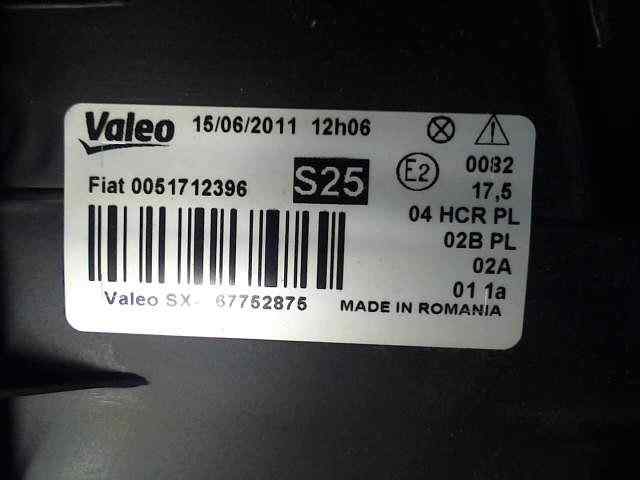 Valeo 15/06/2011 12h06
Fiat 0051712396 S25 E2 0082
17,5
04 HCR PL
02B PL
02A
01 1a
Valeo SX- 67752875 MADE IN ROMANIA